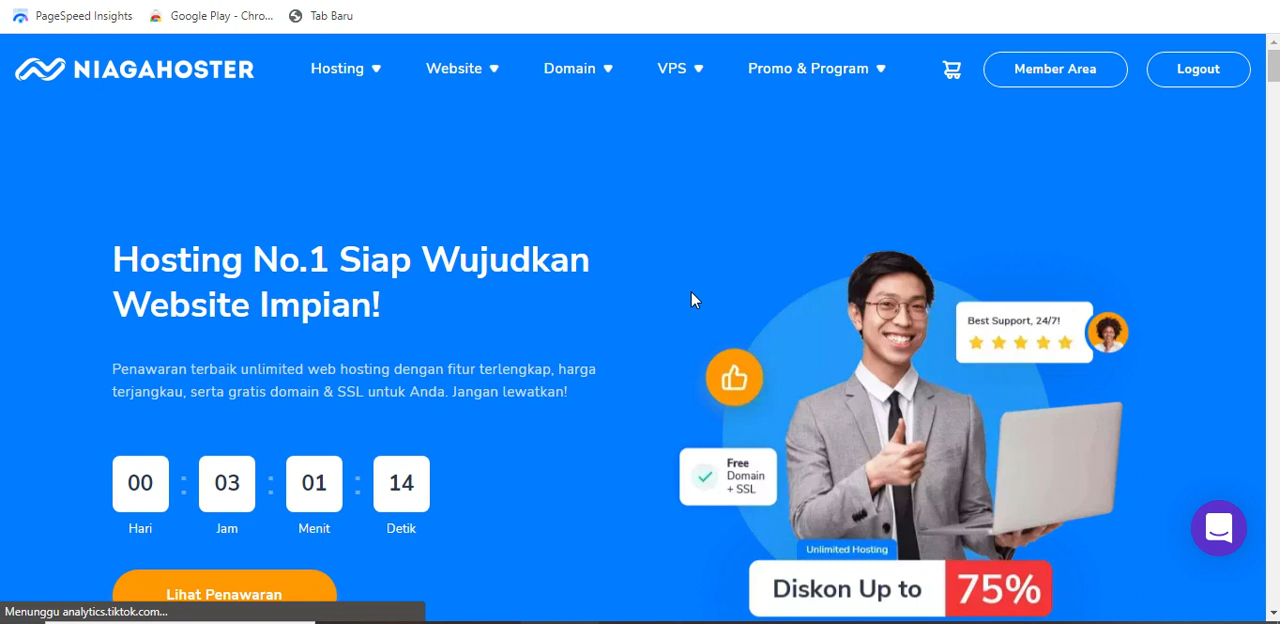 PageSpeed Insights
Google Play - Chro...
Tab Baru
NIAGAHOSTER
Hosting
Website
Domain
VPS
Promo & Program
Member Area
Logout
Hosting No.1 Siap Wujudkan
Website Impian!
Penawaran terbaik unlimited web hosting dengan fitur terlengkap, harga
terjangkau, serta gratis domain & SSL untuk Anda. Jangan lewatkan!
00 : 03 : 01 : 14
Hari Jam Menit Detik
Lihat Penawaran
Best Support, 24/7!
Free
Domain
+ SSL
Unlimited Hosting
Diskon Up to 75%
Menunggu analytics.tiktok.com...